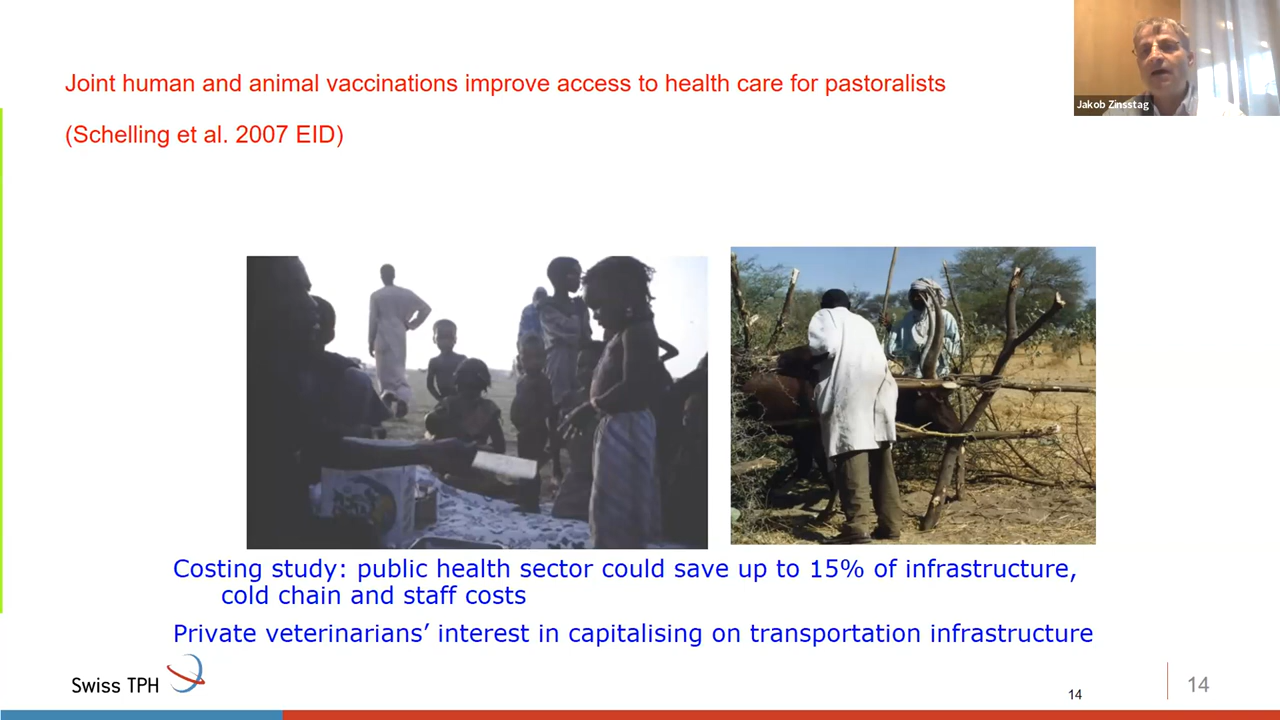 Joint human and animal vaccinations improve access to health care for pastoralists
(Schelling et al. 2007 EID)
Jakob Zinsstag
Costing study: public health sector could save up to 15% of infrastructure,
cold chain and staff costs
Private veterinarians’ interest in capitalising on transportation infrastructure
Swiss TPH
14
14